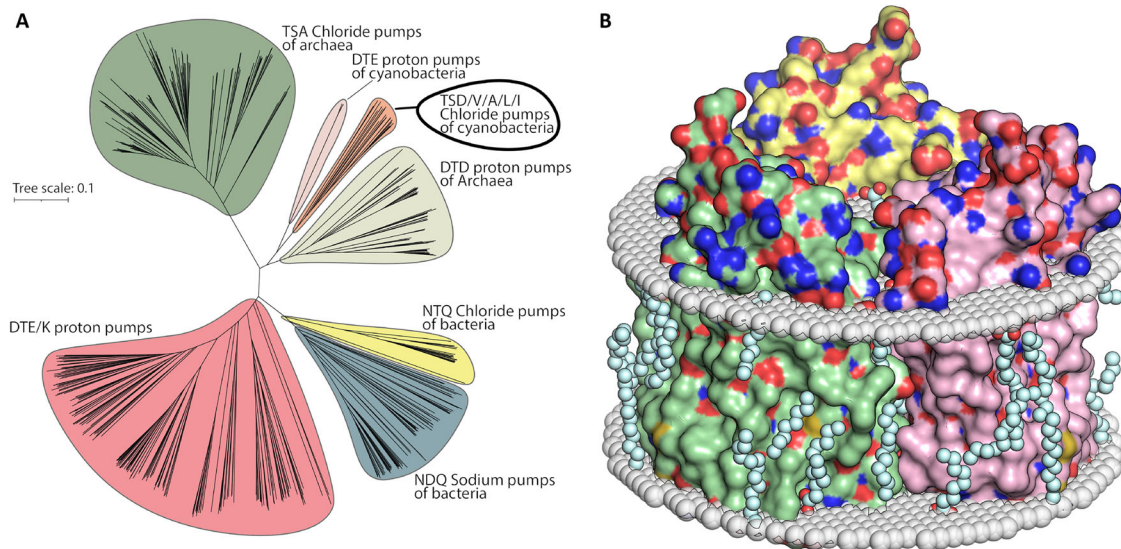 A
B
TSA Chloride pumps
of archaea
DTE proton pumps
of cyanobacteria
TSD/V/A/L/I
Chloride pumps
of cyanobacteria
DTD proton pumps
of Archaea
Tree scale: 0.1
NTQ Chloride pumps
of bacteria
DTE/K proton pumps
NDQ Sodium pumps
of bacteria